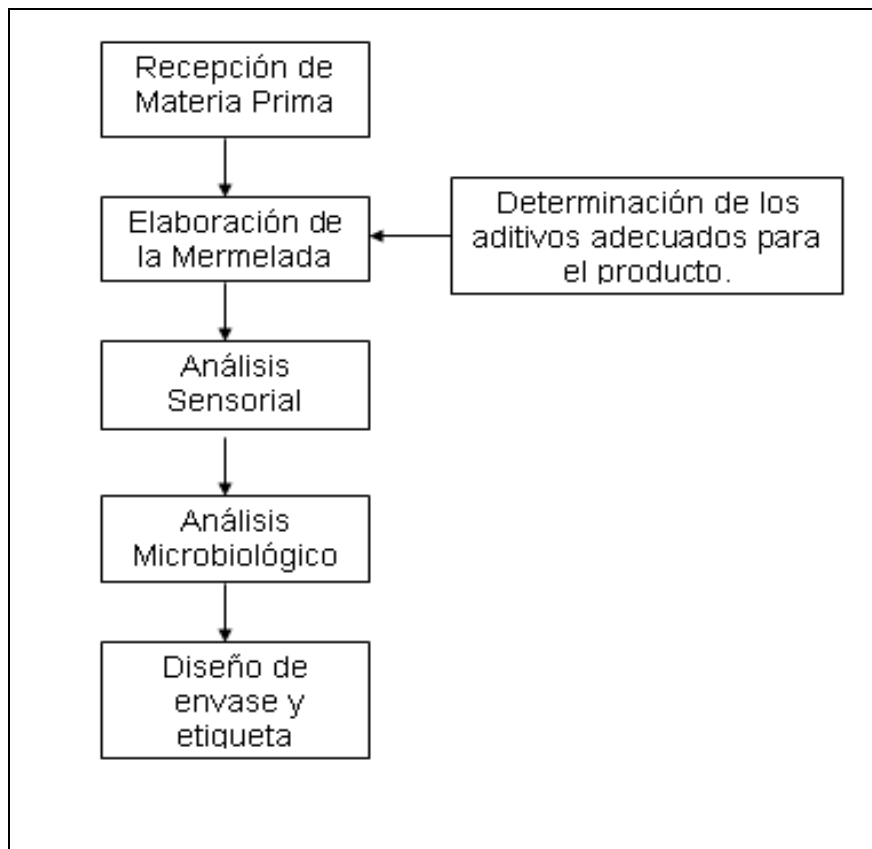 Recepción de
Materia Prima
Elaboración de
la Mermelada
Determinación de los
aditivos adecuados para
el producto.
Análisis
Sensorial
Análisis
Microbiológico
Diseño de
envase y
etiqueta